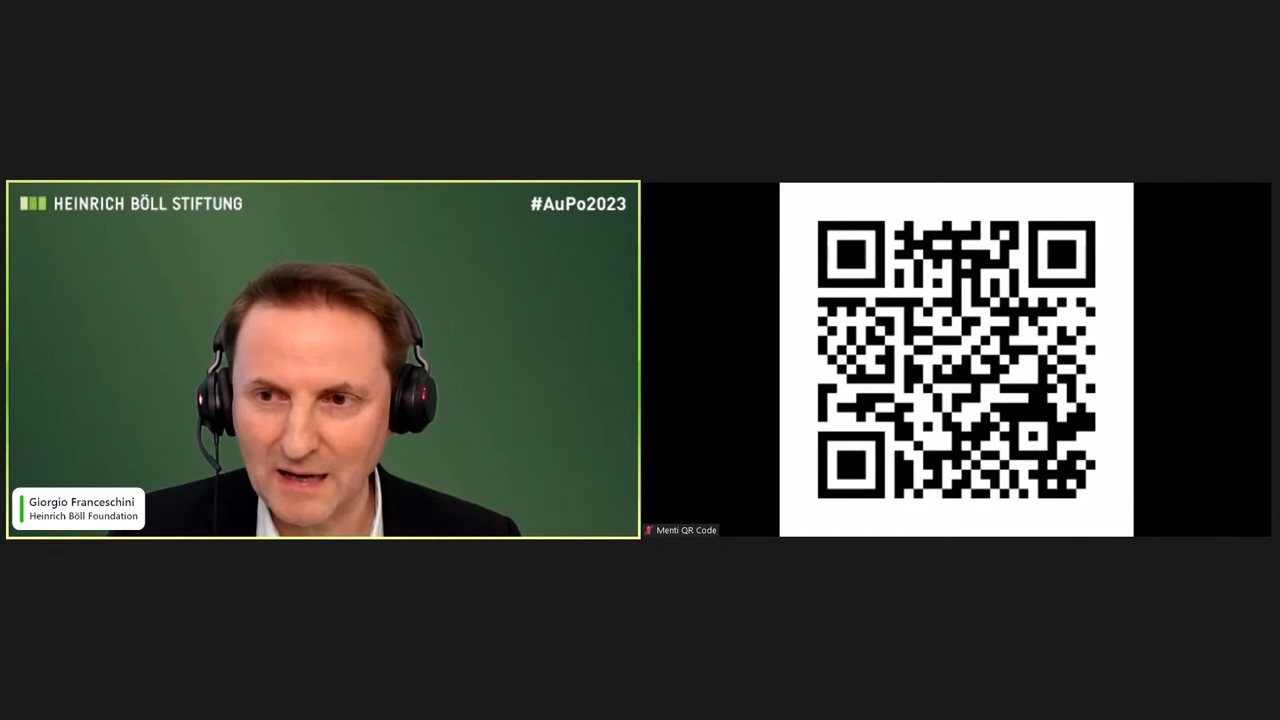 HEINRICH BÖLL STIFTUNG
#AuPo2023
Giorgio Franceschini
Heinrich Böll Foundation
Menti QR Code